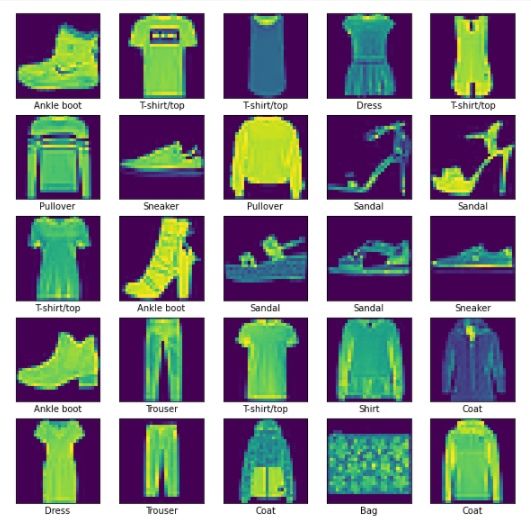 Ankle boot T-shirt/top T-shirt/top Dress T-shirt/top
Pullover Sneaker Pullover Sandal Sandal
T-shirt/top Ankle boot Sandal Sandal Sneaker
Ankle boot Trouser T-shirt/top Shirt Coat
Dress Trouser Coat Bag Coat